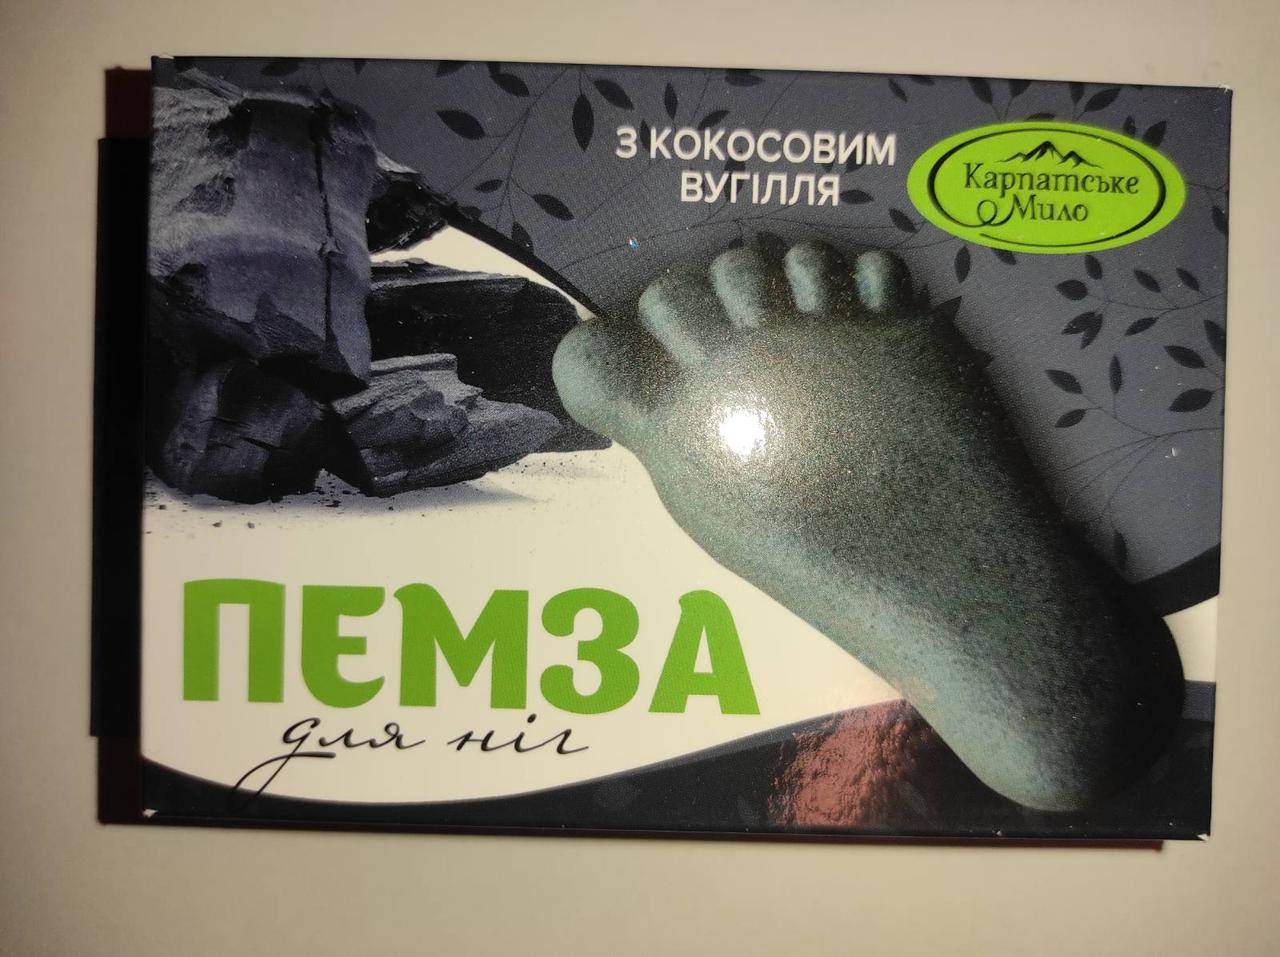 З КОКОСОВИМ
ВУГІЛЛЯ
Карпатське
Мило
ПЕМЗА
для ніг